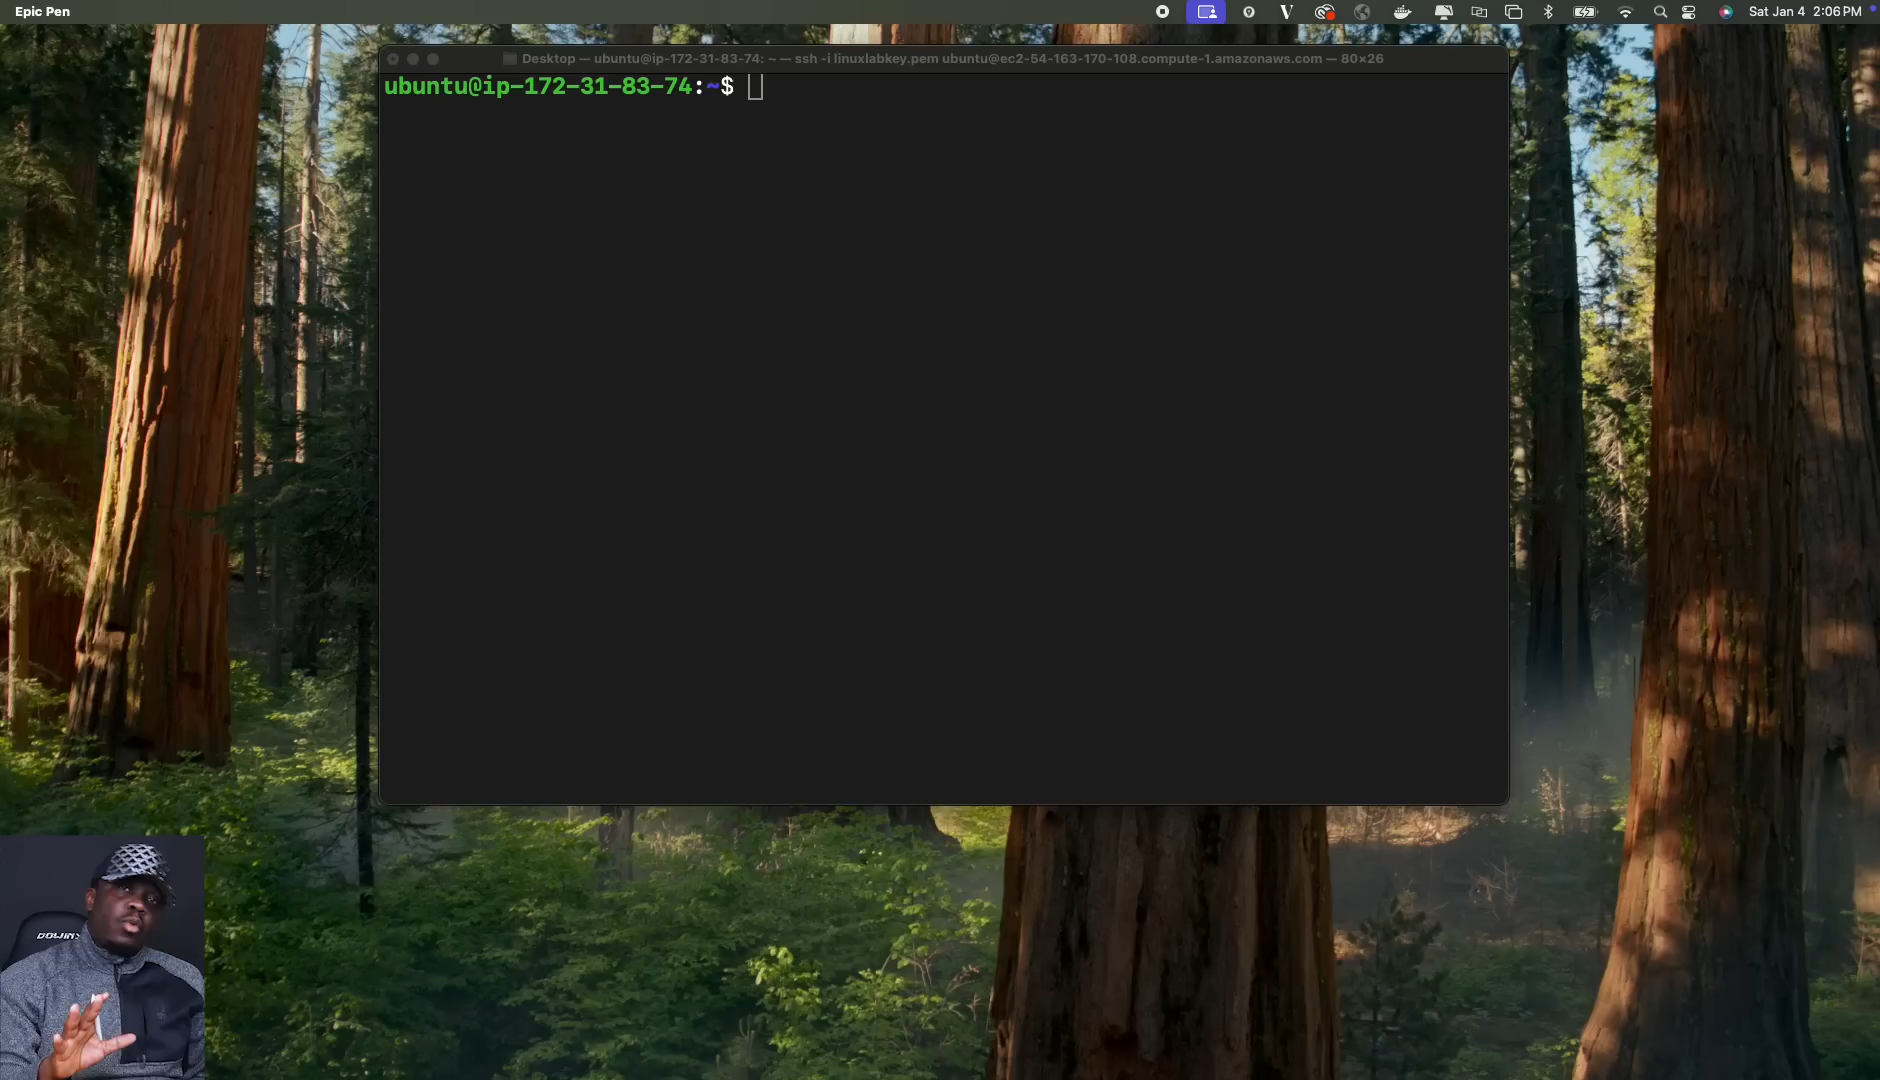 Epic Pen
Sat Jan 4 2:06 PM
Desktop — ubuntu@ip-172-31-83-74: ~ — ssh -i linuxlabkey.pem ubuntu@ec2-54-163-170-108.compute-1.amazonaws.com — 80×26
ubuntu@ip-172-31-83-74:~$